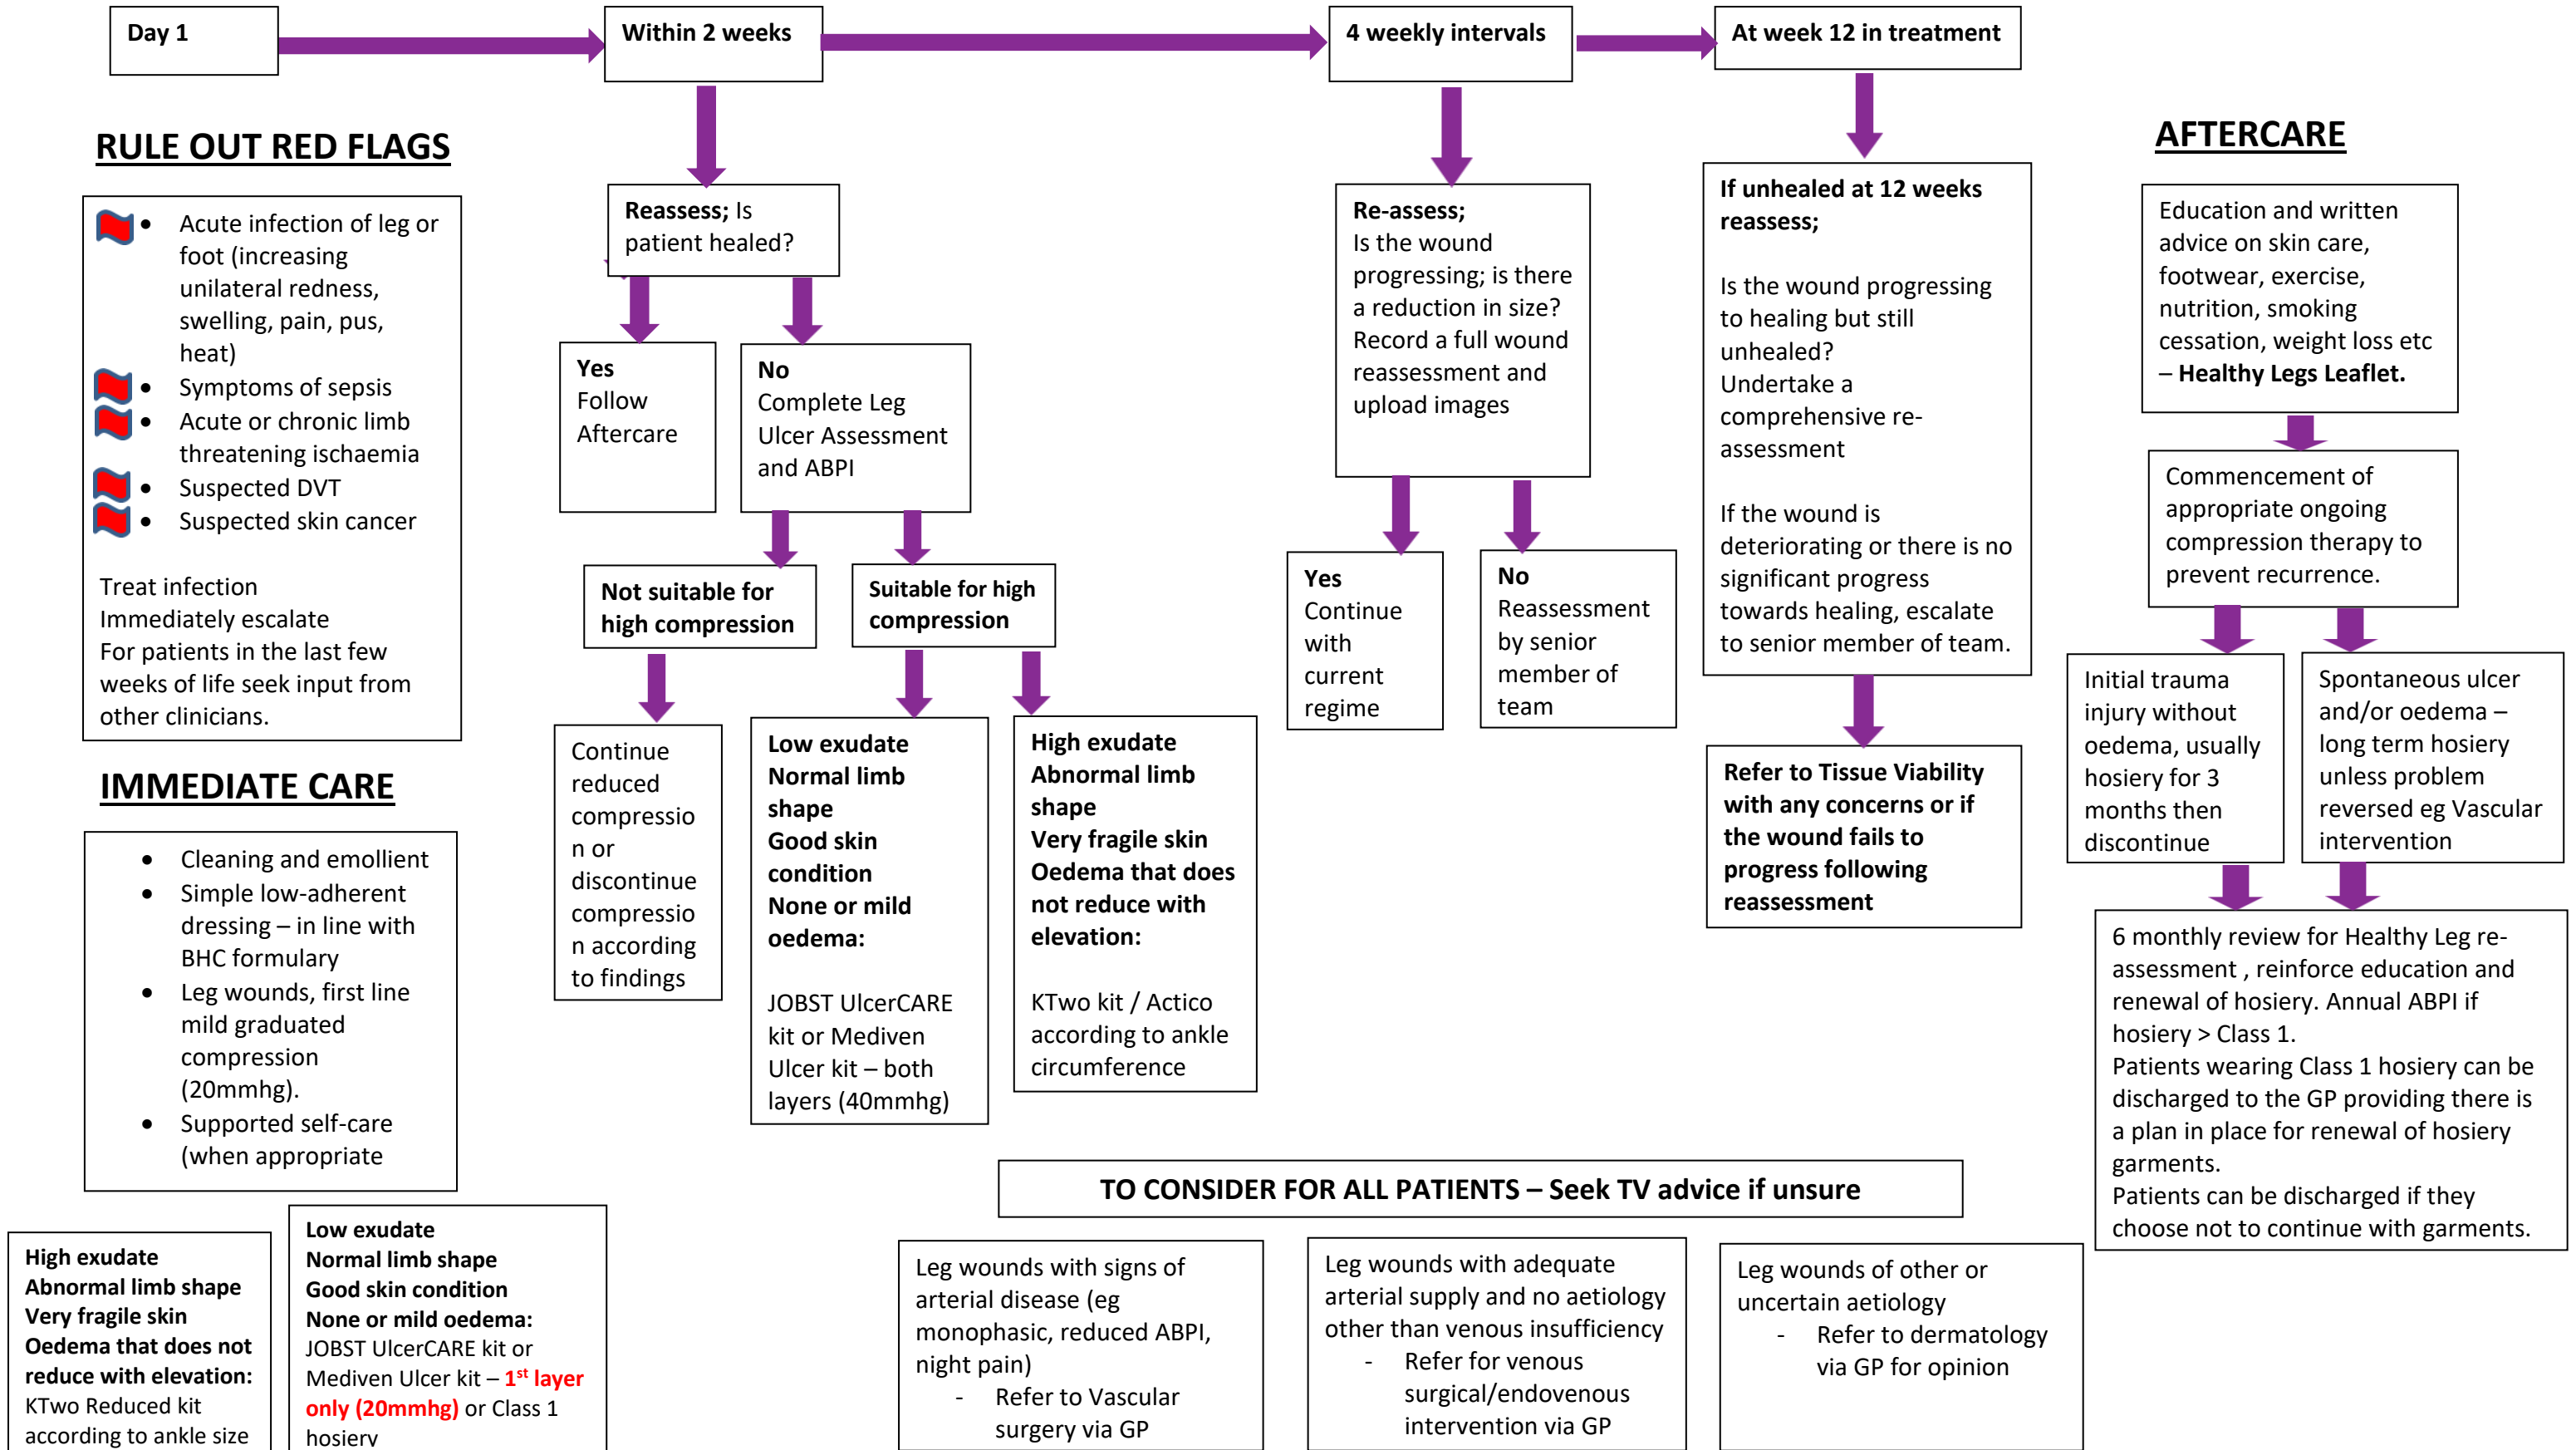 Day 1
Within 2 weeks
4 weekly intervals
At week 12 in treatment
RULE OUT RED FLAGS
• Acute infection of leg or
foot (increasing
unilateral redness,
swelling, pain, pus,
heat)
• Symptoms of sepsis
• Acute or chronic limb
threatening ischaemia
• Suspected DVT
• Suspected skin cancer
Treat infection
Immediately escalate
For patients in the last few
weeks of life seek input from
other clinicians.
IMMEDIATE CARE
• Cleaning and emollient
• Simple low-adherent
dressing – in line with
BHC formulary
• Leg wounds, first line
mild graduated
compression
(20mmhg).
• Supported self-care
(when appropriate
High exudate
Abnormal limb shape
Very fragile skin
Oedema that does not
reduce with elevation:
KTwo Reduced kit
according to ankle size
Low exudate
Normal limb shape
Good skin condition
None or mild oedema:
JOBST UlcerCARE kit or
Mediven Ulcer kit – 1st layer
only (20mmhg) or Class 1
hosiery
Reassess; Is
patient healed?
Yes
Follow
Aftercare
No
Complete Leg
Ulcer Assessment
and ABPI
Not suitable for
high compression
Suitable for high
compression
Continue
reduced
compressio
n or
discontinue
compressio
n according
to findings
Low exudate
Normal limb
shape
Good skin
condition
None or mild
oedema:
JOBST UlcerCARE
kit or Mediven
Ulcer kit – both
layers (40mmhg)
High exudate
Abnormal limb
shape
Very fragile skin
Oedema that does
not reduce with
elevation:
KTwo kit / Actico
according to ankle
circumference
Re-assess;
Is the wound
progressing; is there
a reduction in size?
Record a full wound
reassessment and
upload images
Yes
Continue
with
current
regime
No
Reassessment
by senior
member of
team
If unhealed at 12 weeks
reassess;
Is the wound progressing
to healing but still
unhealed?
Undertake a
comprehensive re-
assessment
If the wound is
deteriorating or there is no
significant progress
towards healing, escalate
to senior member of team.
Refer to Tissue Viability
with any concerns or if
the wound fails to
progress following
reassessment
AFTERCARE
Education and written
advice on skin care,
footwear, exercise,
nutrition, smoking
cessation, weight loss etc
– Healthy Legs Leaflet.
Commencement of
appropriate ongoing
compression therapy to
prevent recurrence.
Initial trauma
injury without
oedema, usually
hosiery for 3
months then
discontinue
Spontaneous ulcer
and/or oedema –
long term hosiery
unless problem
reversed eg Vascular
intervention
6 monthly review for Healthy Leg re-
assessment , reinforce education and
renewal of hosiery. Annual ABPI if
hosiery > Class 1.
Patients wearing Class 1 hosiery can be
discharged to the GP providing there is
a plan in place for renewal of hosiery
garments.
Patients can be discharged if they
choose not to continue with garments.
TO CONSIDER FOR ALL PATIENTS – Seek TV advice if unsure
Leg wounds with signs of
arterial disease (eg
monophasic, reduced ABPI,
night pain)
- Refer to Vascular
surgery via GP
Leg wounds with adequate
arterial supply and no aetiology
other than venous insufficiency
- Refer for venous
surgical/endovenous
intervention via GP
Leg wounds of other or
uncertain aetiology
- Refer to dermatology
via GP for opinion